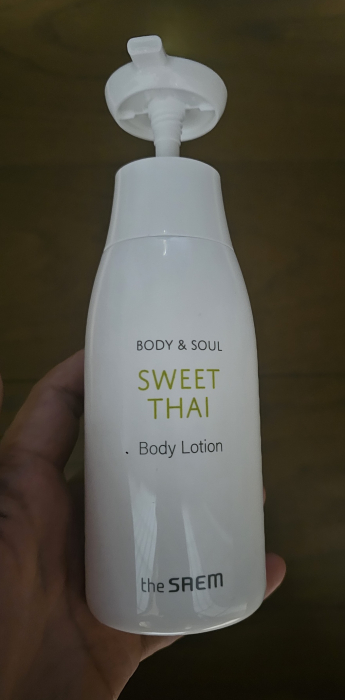 BODY & SOUL
SWEET
THAI
Body Lotion
the SAEM